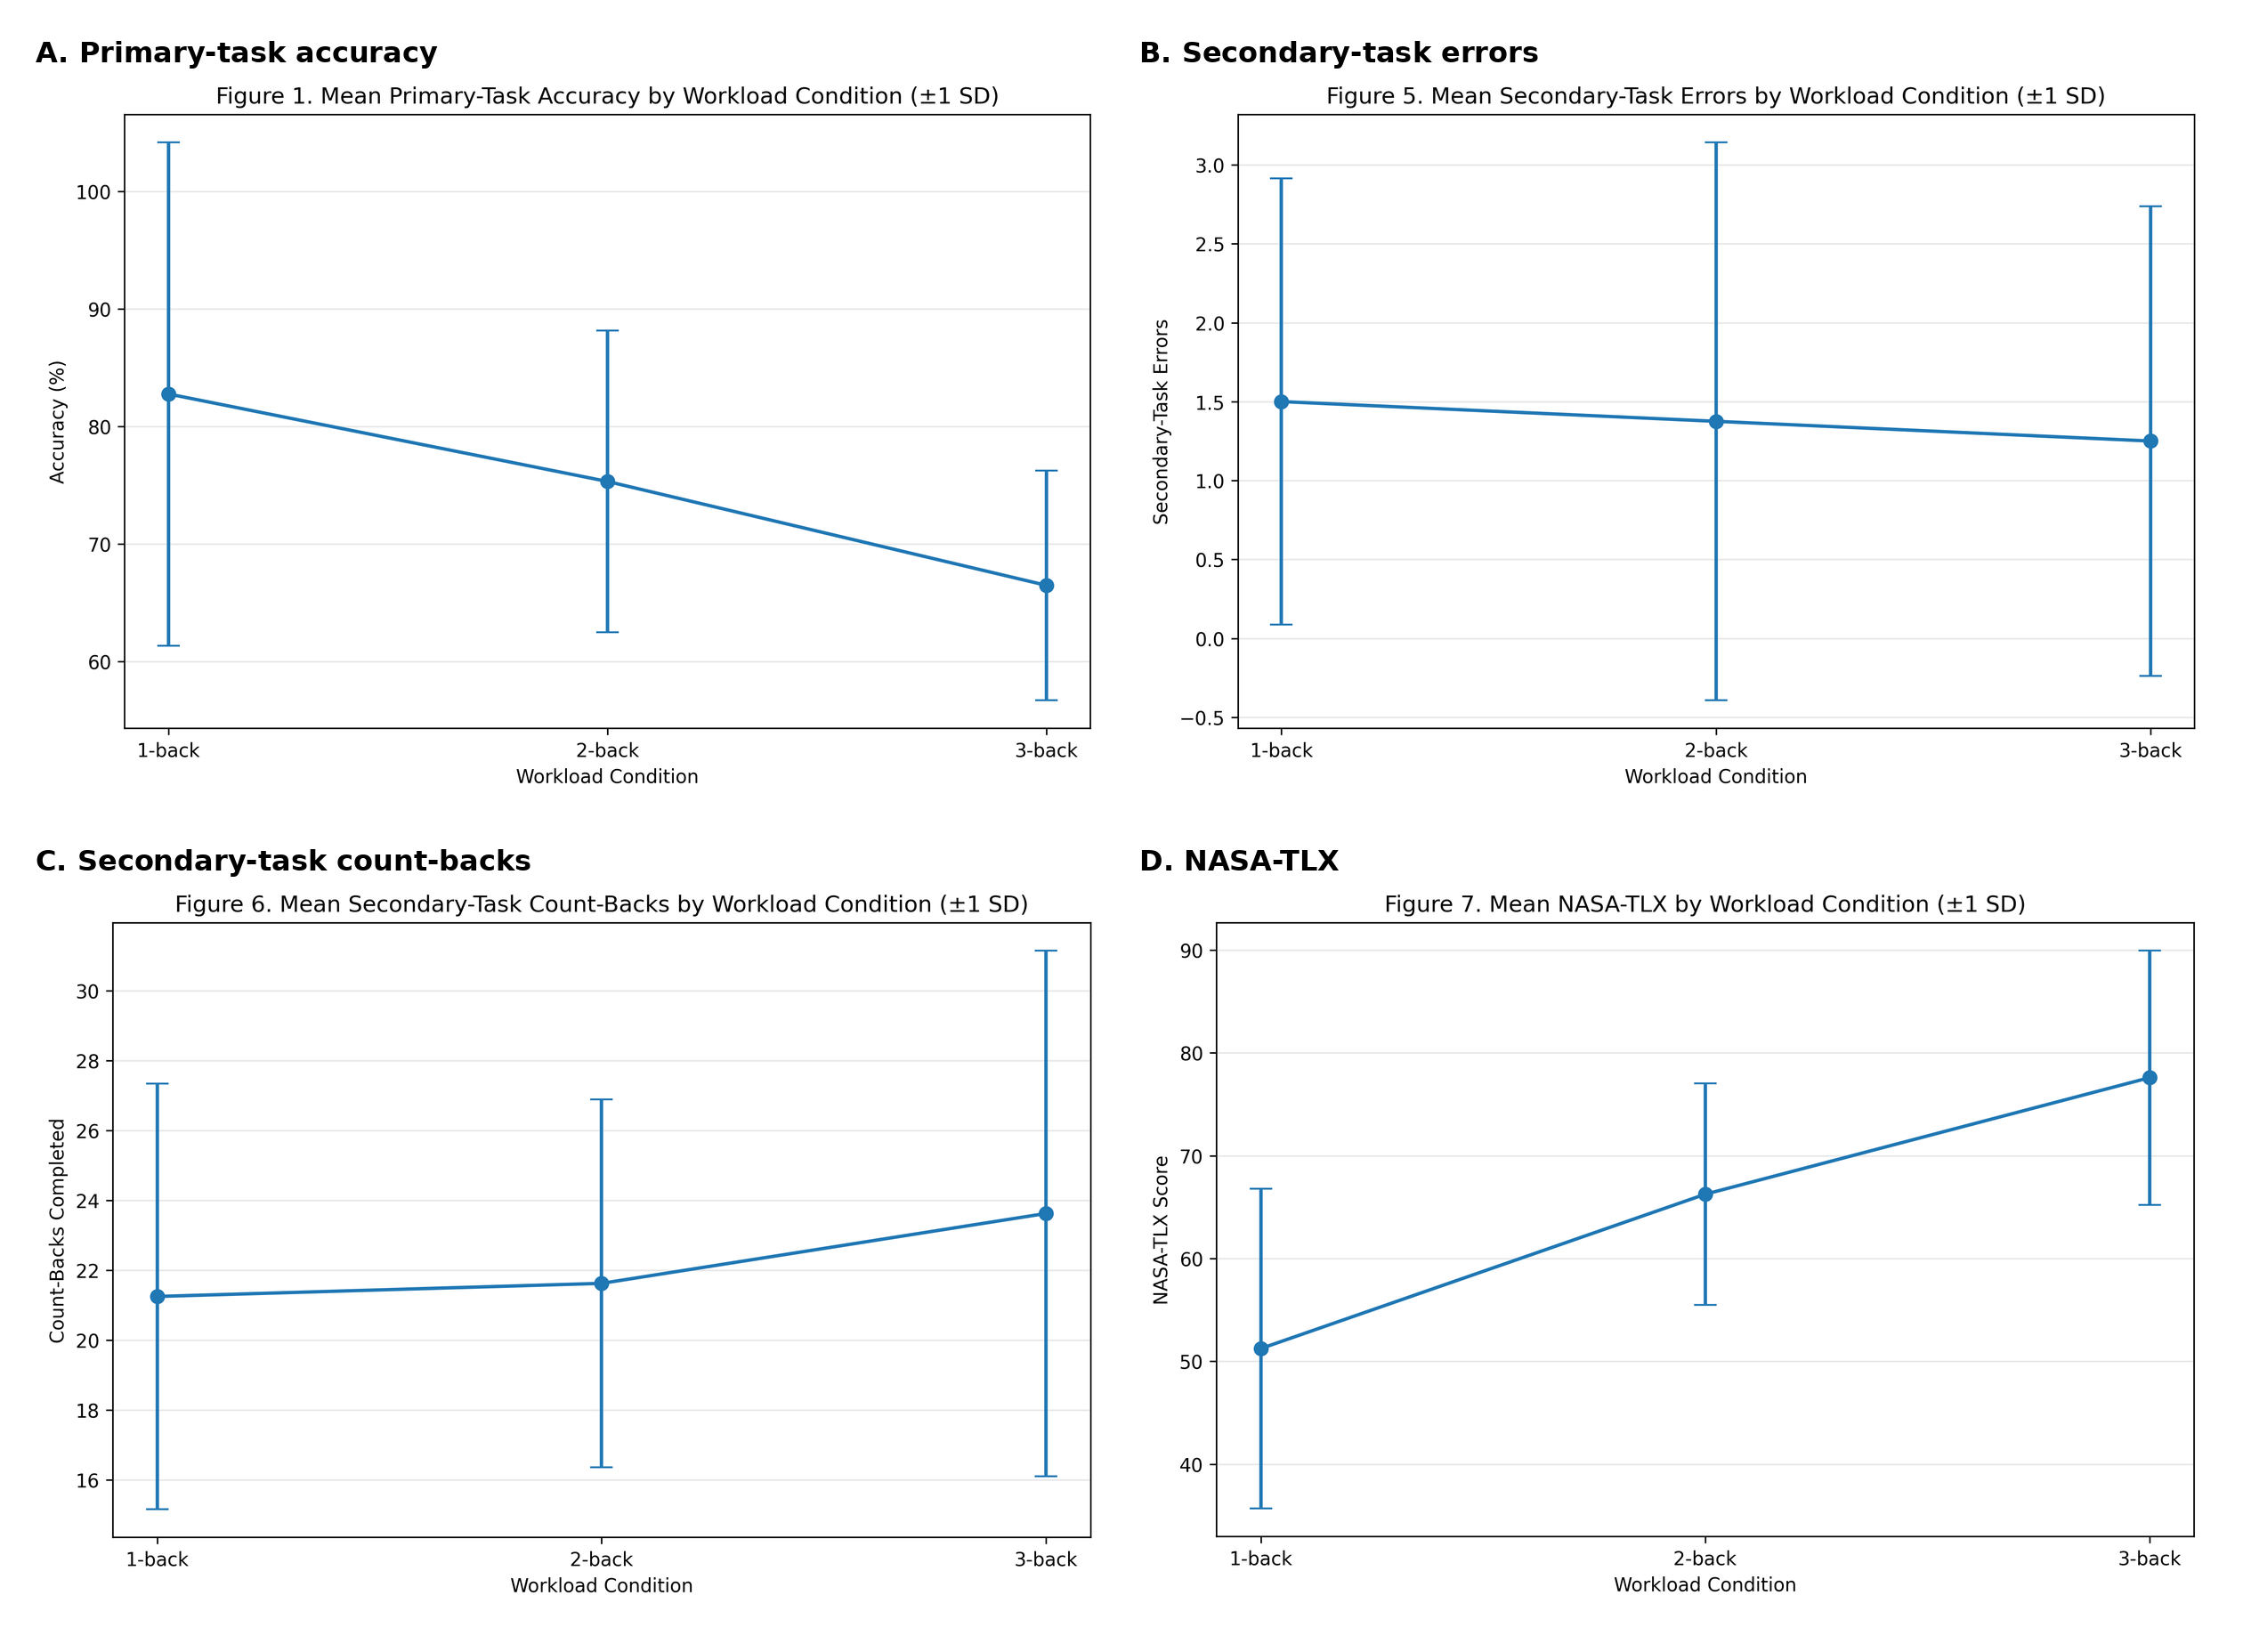 A. Primary-task accuracy
Figure 1. Mean Primary-Task Accuracy by Workload Condition (±1 SD)
Accuracy (%)
100
90
80
70
60
1-back
2-back
3-back
Workload Condition
B. Secondary-task errors
Figure 5. Mean Secondary-Task Errors by Workload Condition (±1 SD)
Secondary-Task Errors
3.0
2.5
2.0
1.5
1.0
0.5
0.0
−0.5
1-back
2-back
3-back
Workload Condition
C. Secondary-task count-backs
Figure 6. Mean Secondary-Task Count-Backs by Workload Condition (±1 SD)
Count-Backs Completed
30
28
26
24
22
20
18
16
1-back
2-back
3-back
Workload Condition
D. NASA-TLX
Figure 7. Mean NASA-TLX by Workload Condition (±1 SD)
NASA-TLX Score
90
80
70
60
50
40
1-back
2-back
3-back
Workload Condition